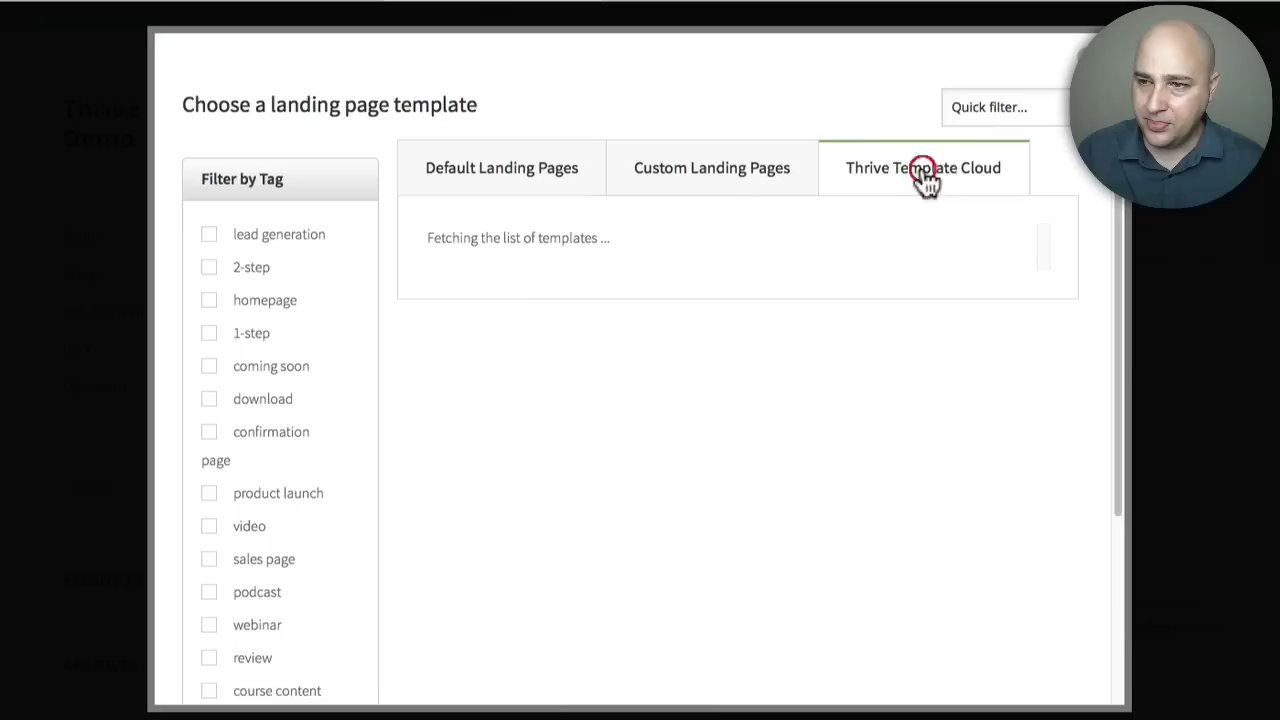 Thrive
Demo
Choose a landing page template
Quick filter...
Default Landing Pages
Custom Landing Pages
Thrive Template Cloud
Filter by Tag
Fetching the list of templates ...
lead generation
2-step
homepage
1-step
coming soon
download
confirmation
page
product launch
video
sales page
podcast
webinar
review
course content